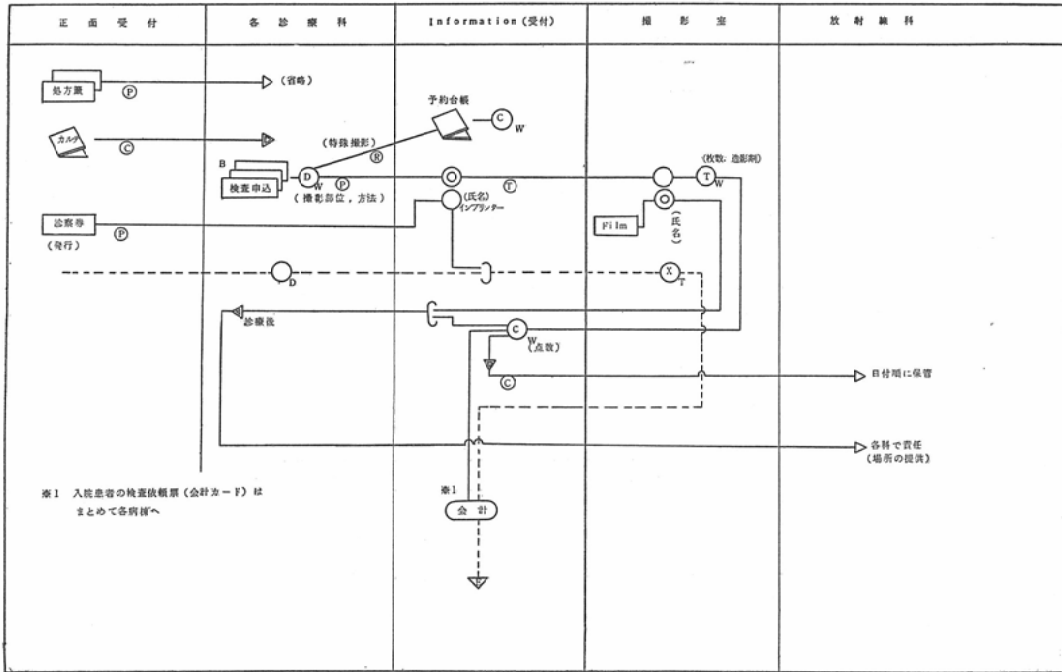 正面受付
各診療科
Information(受付)
撮影室
放射線科
処方箋
P
(省略)
カルテ
C
予約台帳
C
W
(特殊撮影)
R
B
検査申込
D
W
P
(撮影部位,方法)
T
(枚数,造影剤)
T
W
(氏名)
インプリンター
Film
(氏名)
診察券
(発行)
P
D
X
T
診療後
C
W
(点数)
C
日付順に保管
各科で責任
(場所の提供)
※1 入院患者の検査依頼票(会計カード)は
まとめて各病棟へ
※1
会計